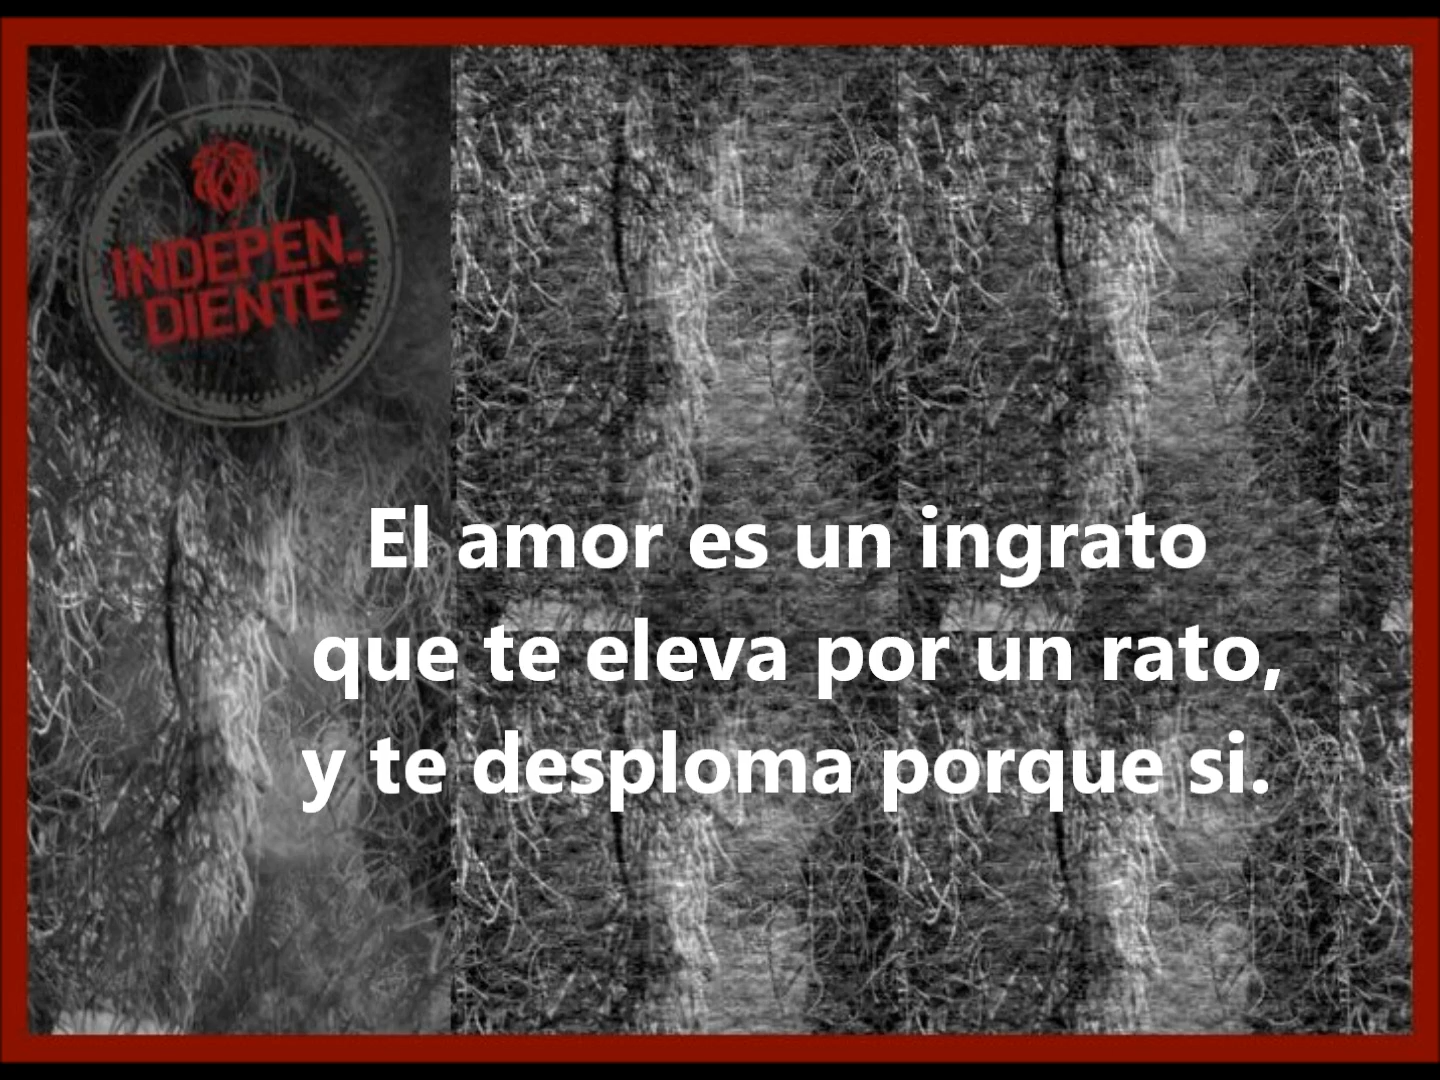 INDEPEN-
DIENTE
El amor es un ingrato
que te eleva por un rato,
y te desploma porque si.